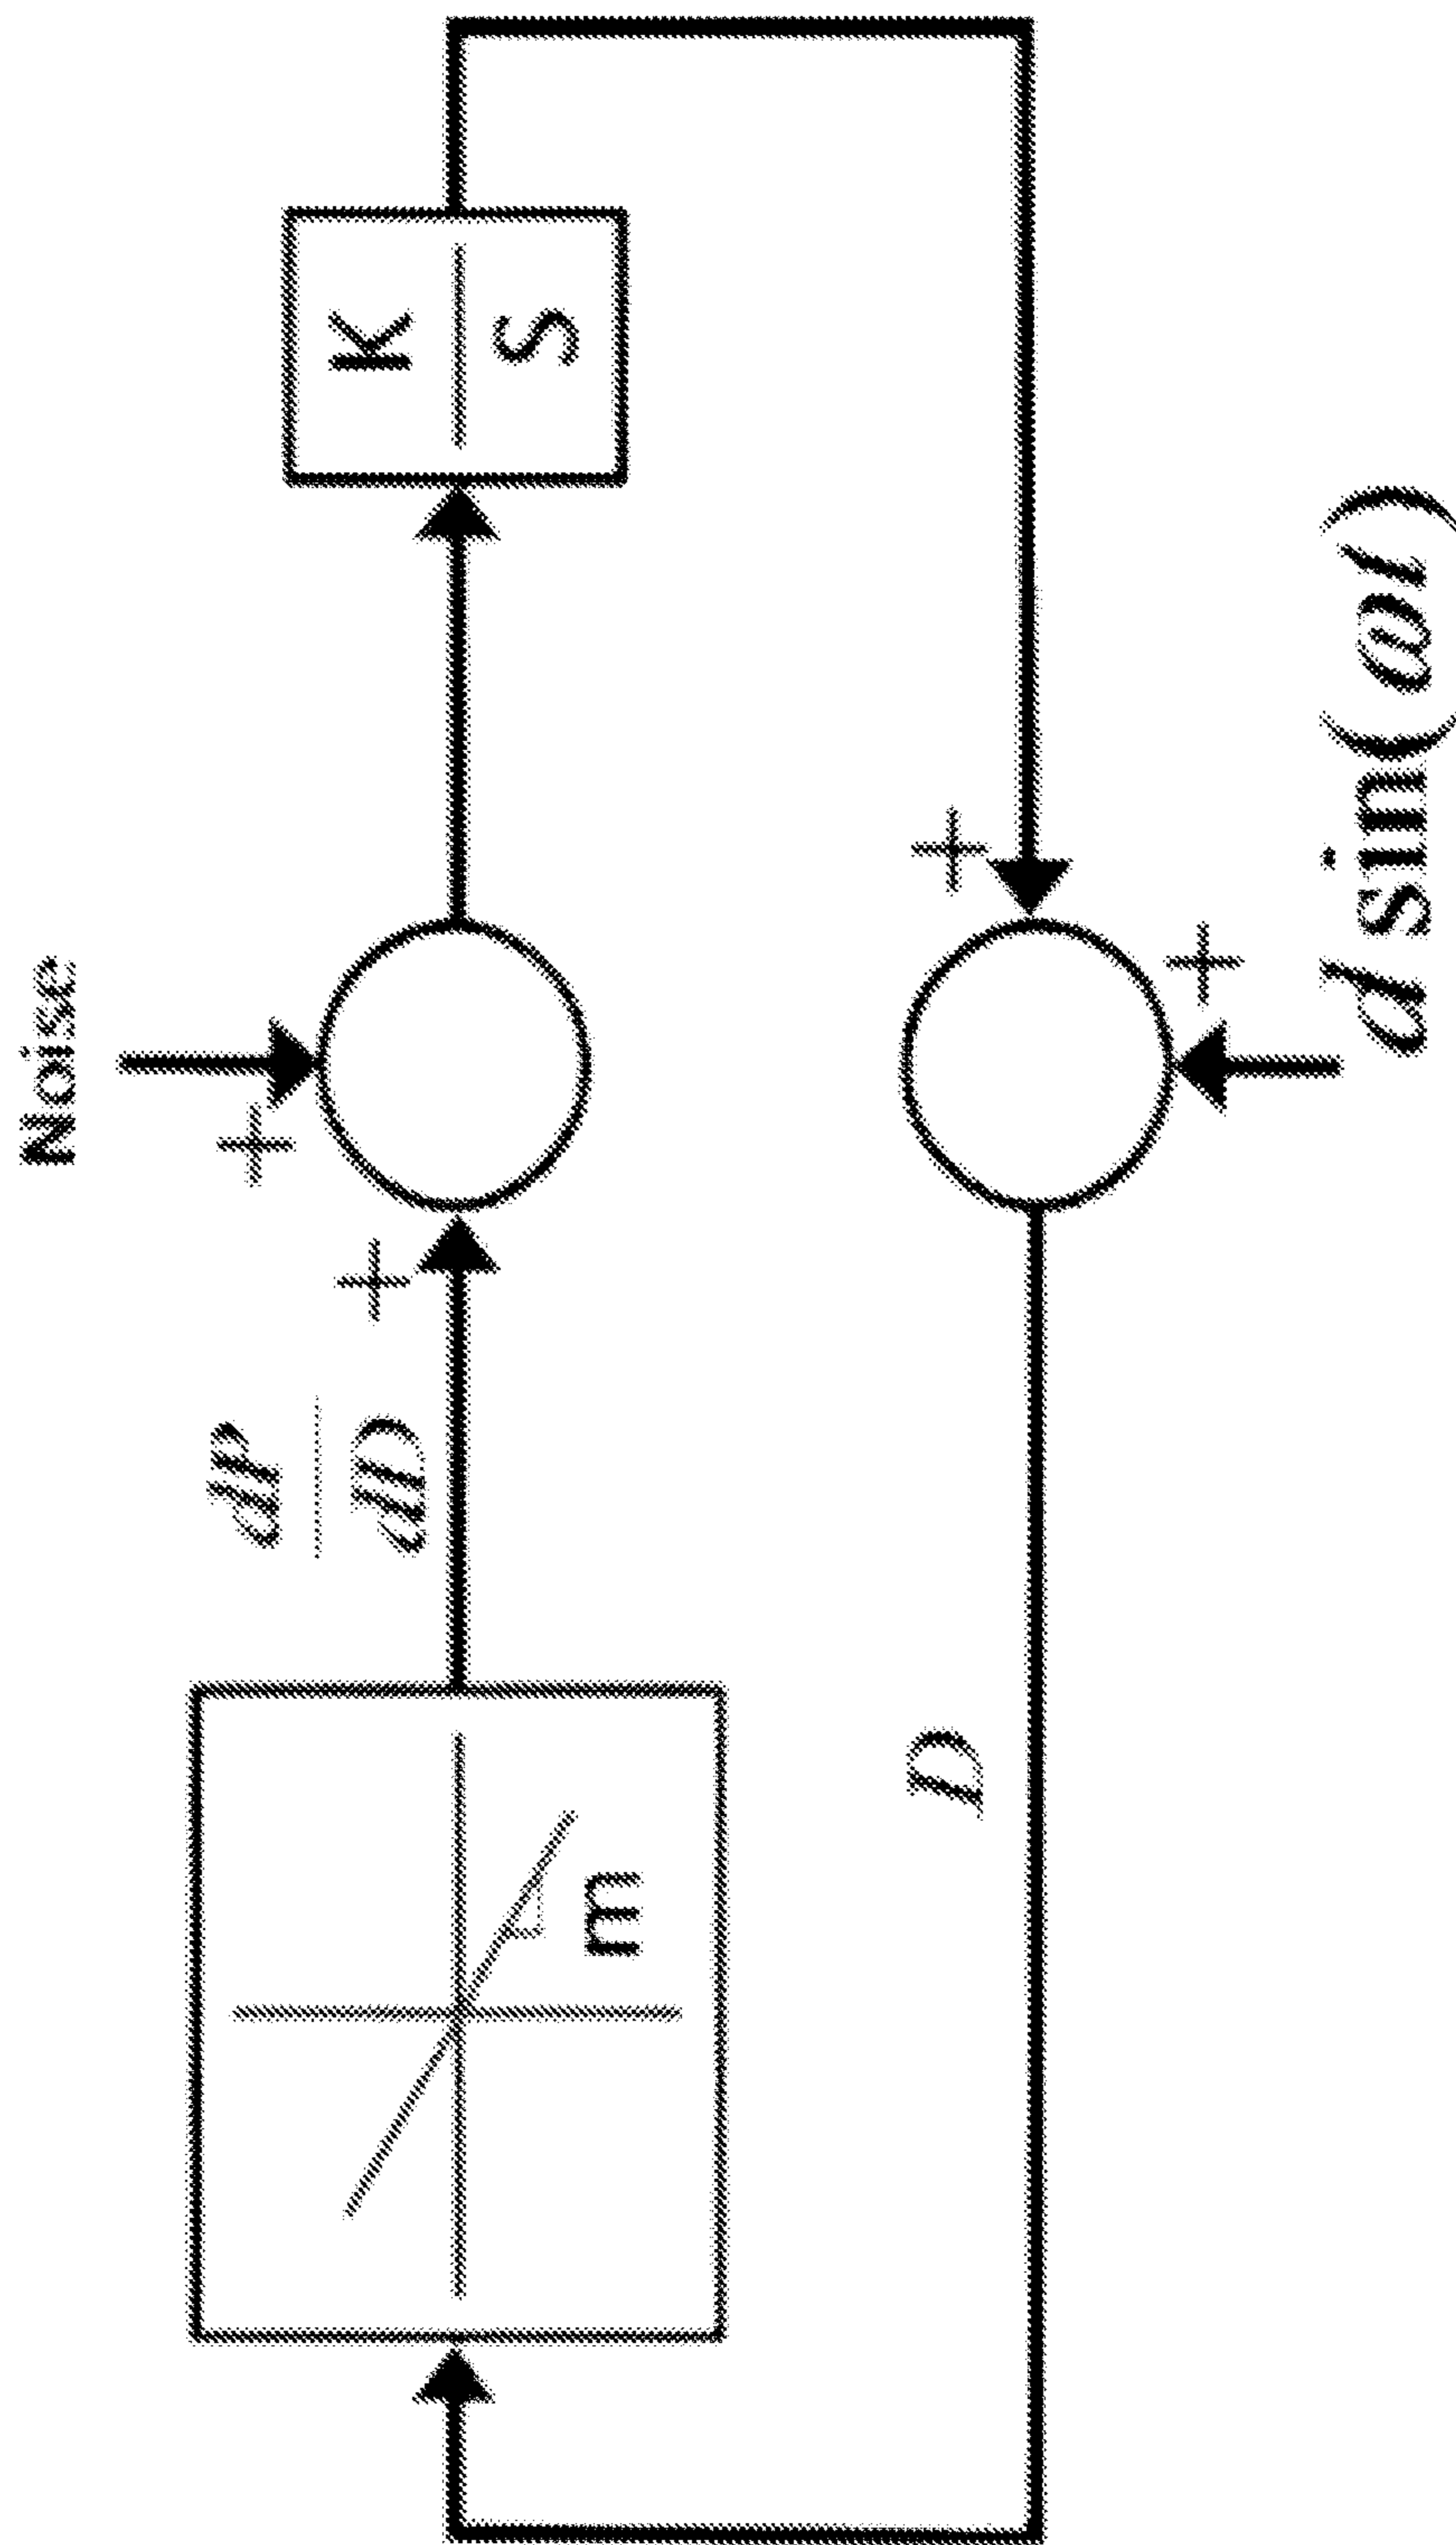 Noise
+
dP
dD
+
K
S
m
D
+
+
d sin( ωt )